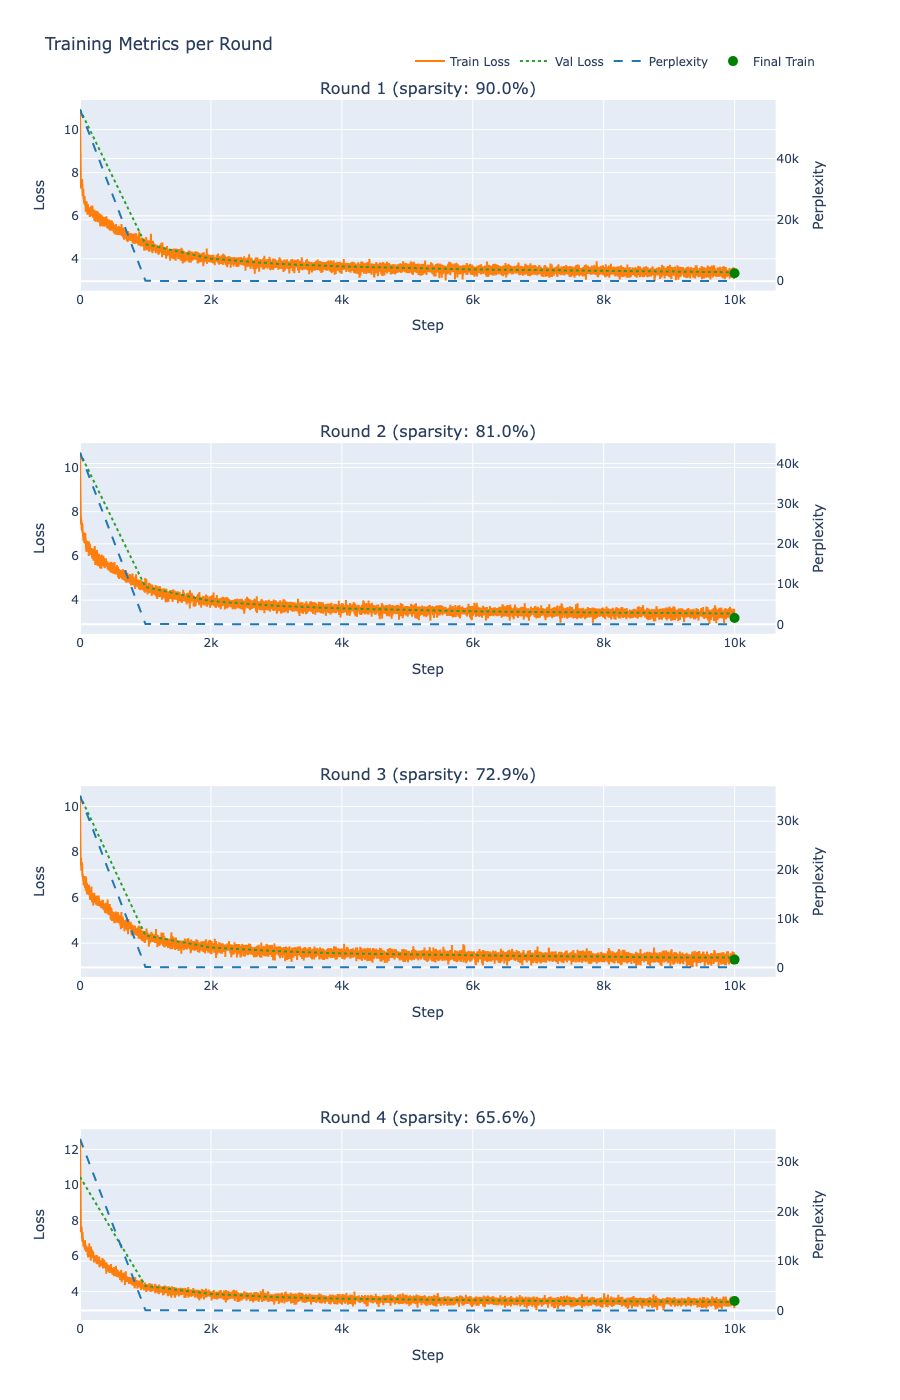 Training Metrics per Round
Train Loss Val Loss Perplexity Final Train
Round 1 (sparsity: 90.0%)
10
8
6
4
Loss
40k
20k
0
Perplexity
0 2k 4k 6k 8k 10k
Step
Round 2 (sparsity: 81.0%)
10
8
6
4
Loss
40k
30k
20k
10k
0
Perplexity
0 2k 4k 6k 8k 10k
Step
Round 3 (sparsity: 72.9%)
10
8
6
4
Loss
30k
20k
10k
0
Perplexity
0 2k 4k 6k 8k 10k
Step
Round 4 (sparsity: 65.6%)
12
10
8
6
4
Loss
30k
20k
10k
0
Perplexity
0 2k 4k 6k 8k 10k
Step